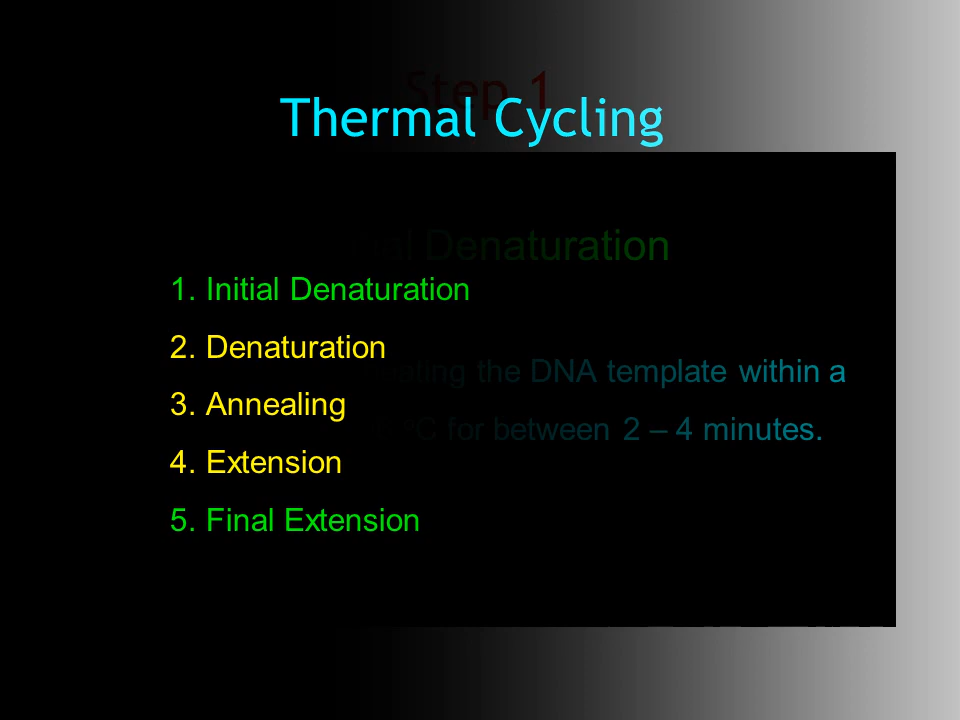 Step 1
Thermal Cycling
Denaturation
1. Initial Denaturation
2. Denaturation
the DNA template within a
3. Annealing
°C for between 2 – 4 minutes.
4. Extension
5. Final Extension